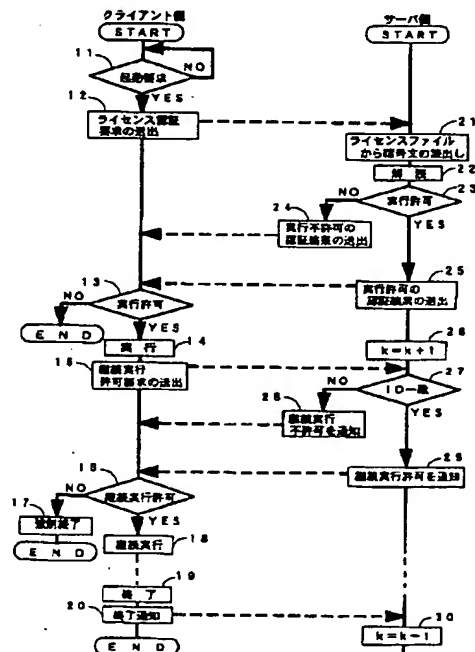 クライアント側
START
サーバ側
START
11
起動要求
NO
YES
12
ライセンス認証
要求の送出
21
ライセンスファイル
から暗号文の読出し
22
解読
23
実行許可
NO
YES
24
実行不許可の
認証結果の送出
25
実行許可の
認証結果の送出
13
実行許可
NO
YES
END
14
実行
15
継続実行
許可要求の送出
26
k=k+1
27
ID一致
NO
YES
28
継続実行
不許可を通知
29
継続実行許可を通知
16
継続実行許可
NO
YES
17
強制終了
END
18
継続実行
19
終了
20
終了通知
END
30
k=k-1